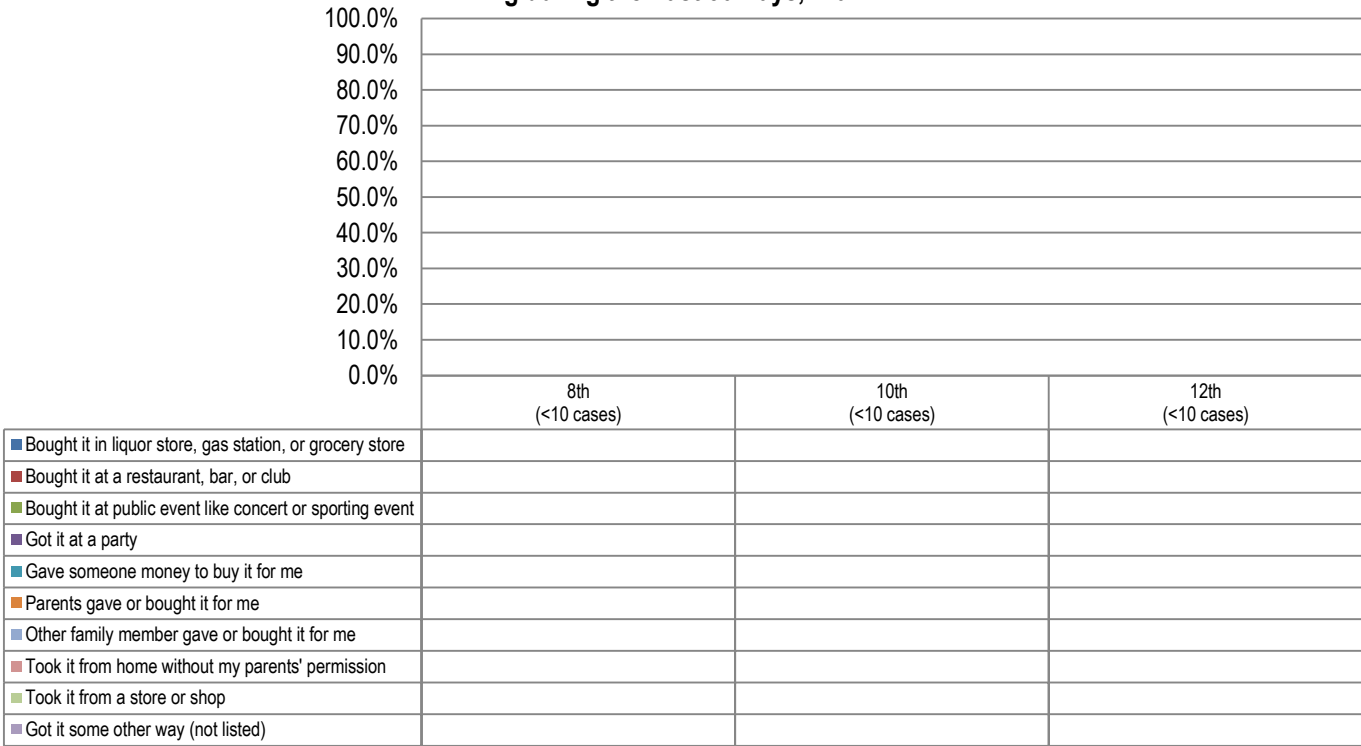 100.0%
90.0%
80.0%
70.0%
60.0%
50.0%
40.0%
30.0%
20.0%
10.0%
0.0%
8th 10th 12th
(<10 cases) (<10 cases) (<10 cases)
Bought it in liquor store, gas station, or grocery store
Bought it at a restaurant, bar, or club
Bought it at public event like concert or sporting event
Got it at a party
Gave someone money to buy it for me
Parents gave or bought it for me
Other family member gave or bought it for me
Took it from home without my parents' permission
Took it from a store or shop
Got it some other way (not listed)